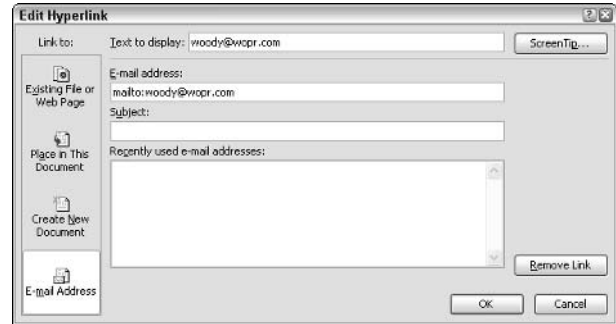 Edit Hyperlink
Link to:
Text to display: woody@wopr.com
ScreenTip...
Existing File or
Web Page
Place in This
Document
Create New
Document
E-mail Address
E-mail address:
mailto:woody@wopr.com
Subject:
Recently used e-mail addresses:
Remove Link
OK
Cancel